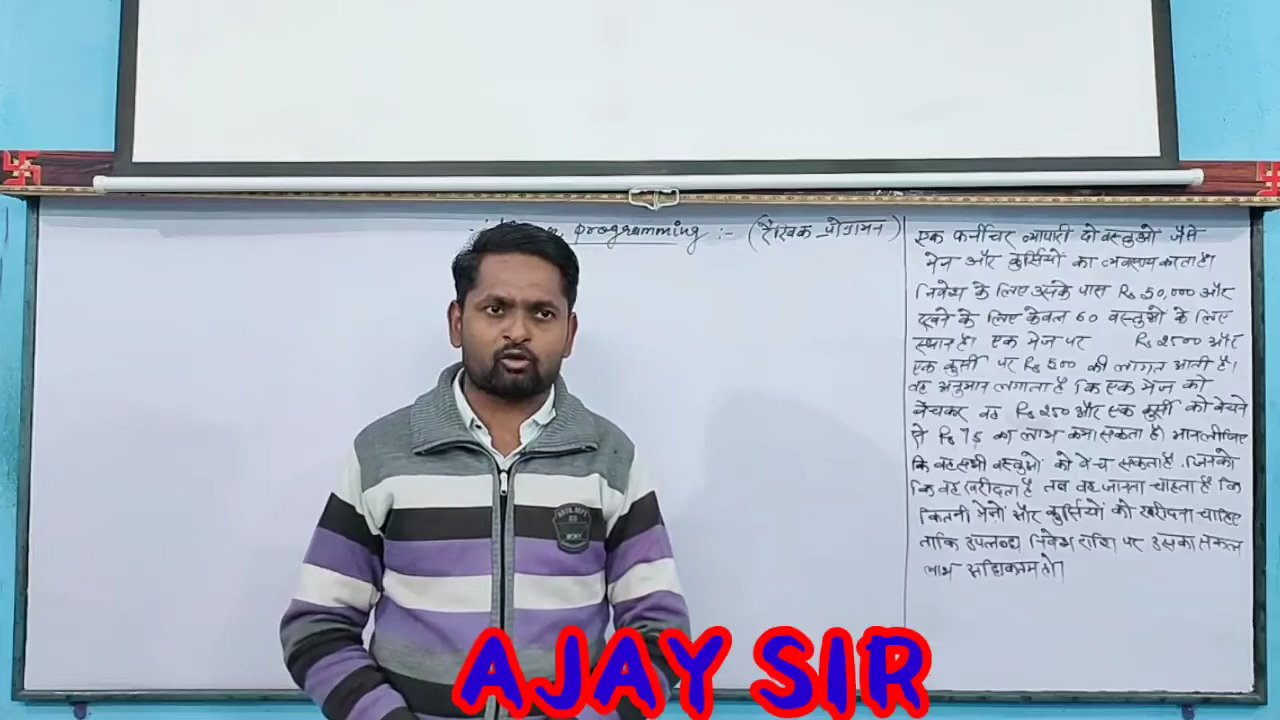 programming :- (रैखिक प्रोग्रामन)
एक फर्नीचर व्यापारी दो वस्तुओं जैसे
मेज और कुर्सियों का व्यवसाय करता है।
निवेश के लिए उसके पास Rs 50,000 और
रखने के लिए केवल 60 वस्तुओं के लिए
स्थान है। एक मेज पर Rs 2500 और
एक कुर्सी पर Rs 500 की लागत आती है।
वह अनुमान लगाता है कि एक मेज को
बेचकर वह Rs 250 और एक कुर्सी को बेचने
से Rs 75 का लाभ कमा सकता है। मान लीजिए
कि वह सभी वस्तुओं को बेच सकता है जिनको
कि वह खरीदता है तब वह जानना चाहता है कि
कितनी मेजों और कुर्सियों को खरीदना चाहिए
ताकि उपलब्ध निवेश राशि पर उसका सकल
लाभ अधिकतम हो।
AJAY SIR